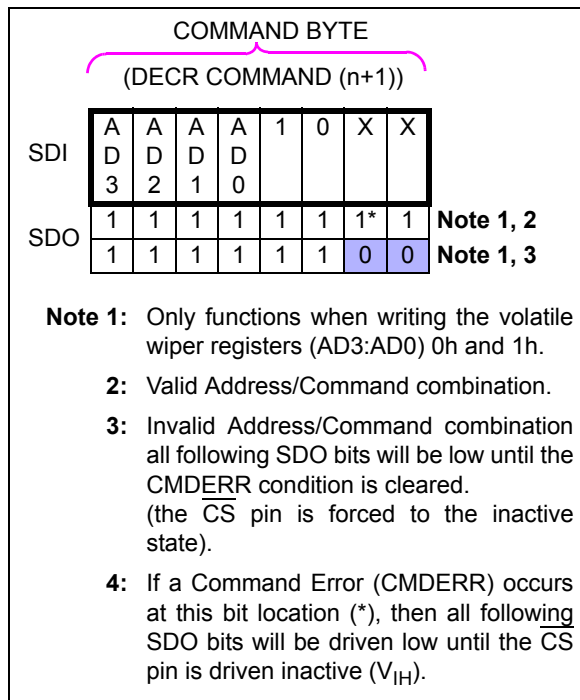 COMMAND BYTE
(DECR COMMAND (n+1))
SDI
A A A A 1 0 X X
D D D D
3 2 1 0
SDO
1 1 1 1 1 1 1* 1 Note 1, 2
1 1 1 1 1 1 0 0 Note 1, 3
Note 1: Only functions when writing the volatile
wiper registers (AD3:AD0) 0h and 1h.
2: Valid Address/Command combination.
3: Invalid Address/Command combination
all following SDO bits will be low until the
CMDERR condition is cleared.
(the CS pin is forced to the inactive
state).
4: If a Command Error (CMDERR) occurs
at this bit location (*), then all following
SDO bits will be driven low until the CS
pin is driven inactive (VIH).